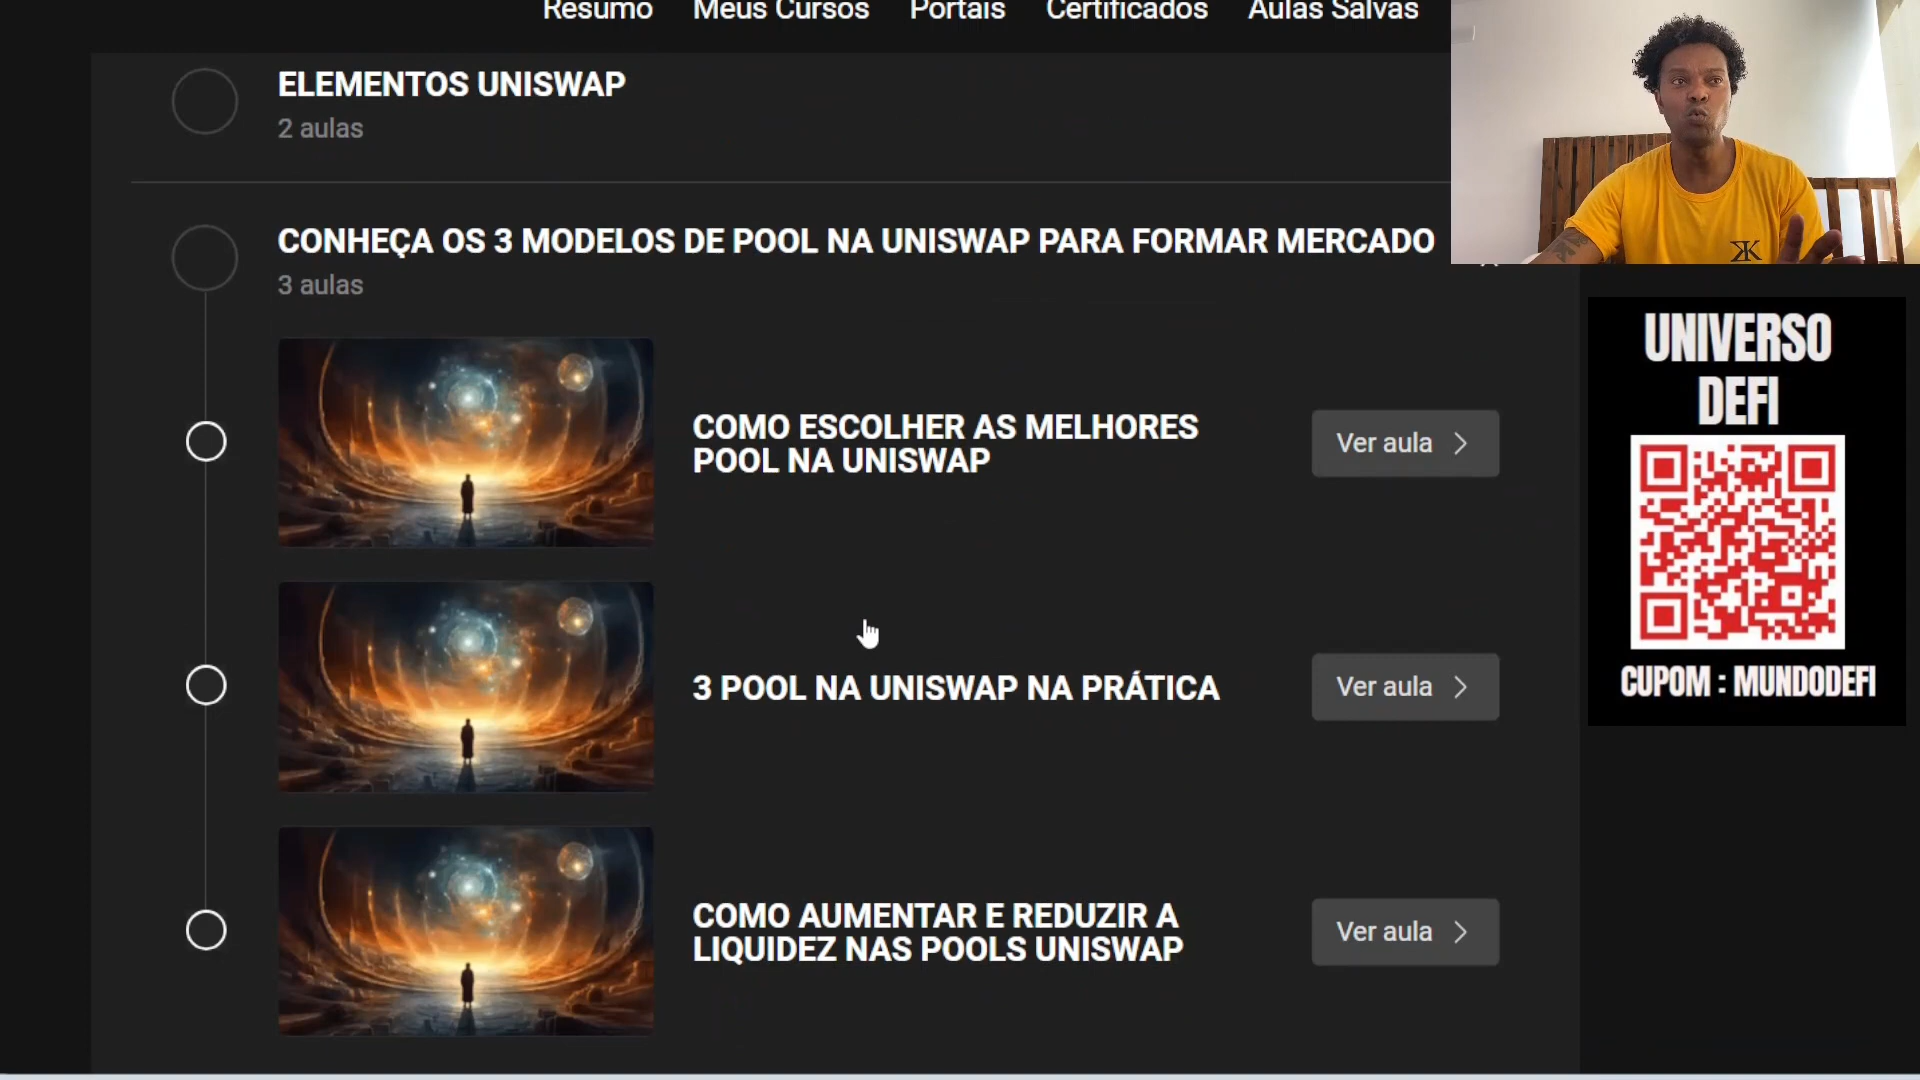 Resumo Meus Cursos Portais Certificados Aulas Salvas
ELEMENTOS UNISWAP
2 aulas
CONHEÇA OS 3 MODELOS DE POOL NA UNISWAP PARA FORMAR MERCADO
3 aulas
COMO ESCOLHER AS MELHORES
POOL NA UNISWAP
Ver aula
3 POOL NA UNISWAP NA PRÁTICA
Ver aula
COMO AUMENTAR E REDUZIR A
LIQUIDEZ NAS POOLS UNISWAP
Ver aula
UNIVERSO
DEFI
CUPOM : MUNDODEFI